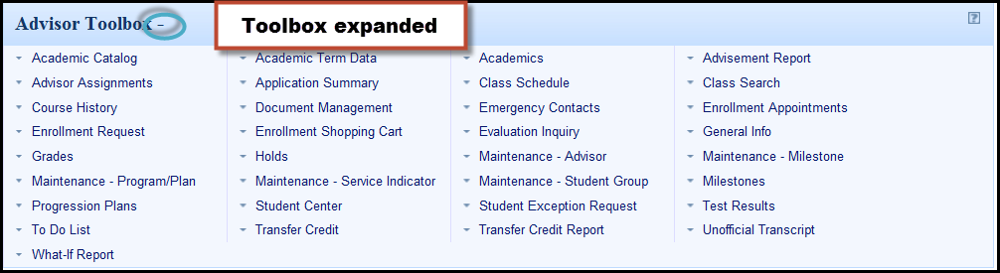 Advisor Toolbox -
Toolbox expanded
?
Academic Catalog Academic Term Data Academics Advisement Report
Advisor Assignments Application Summary Class Schedule Class Search
Course History Document Management Emergency Contacts Enrollment Appointments
Enrollment Request Enrollment Shopping Cart Evaluation Inquiry General Info
Grades Holds Maintenance - Advisor Maintenance - Milestone
Maintenance - Program/Plan Maintenance - Service Indicator Maintenance - Student Group Milestones
Progression Plans Student Center Student Exception Request Test Results
To Do List Transfer Credit Transfer Credit Report Unofficial Transcript
What-If Report